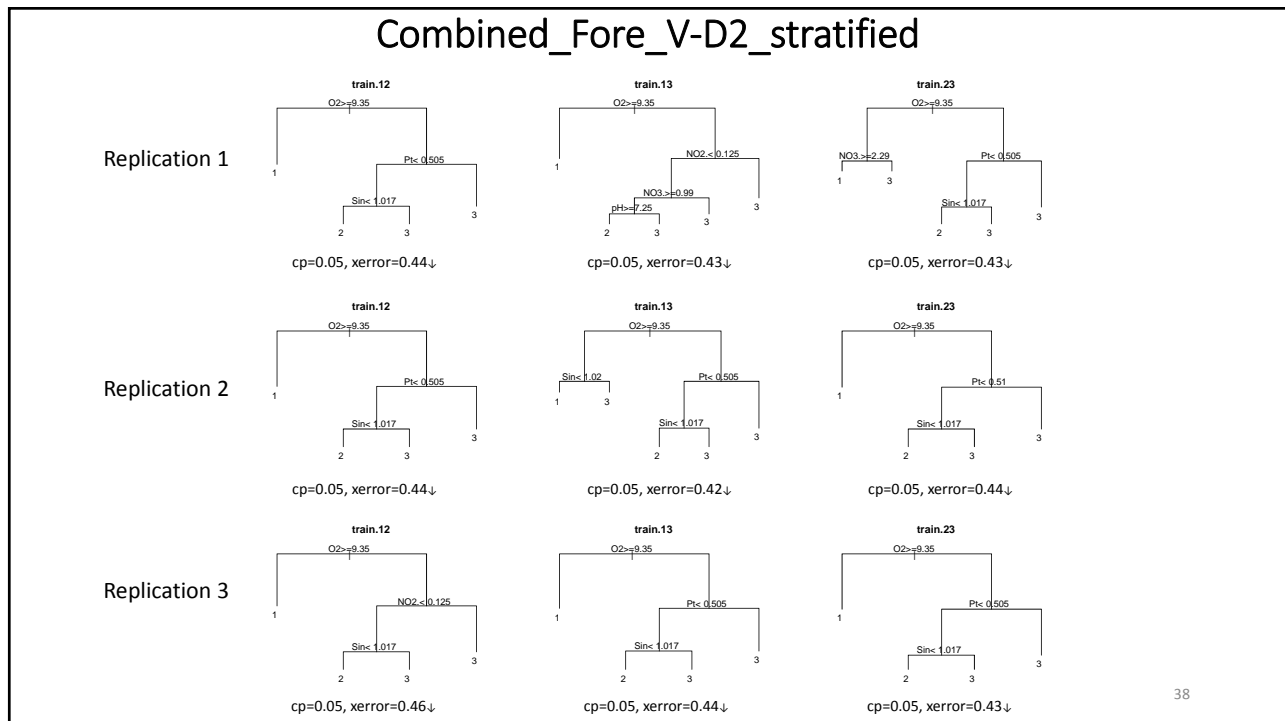 Combined_Fore_V-D2_stratified
Replication 1
train.12
O2>=9.35
1
Pt< 0.505
Sin< 1.017
2
3
3
cp=0.05, xerror=0.44↓
train.13
O2>=9.35
1
NO2.< 0.125
NO3.>=0.99
pH>=7.25
2
3
3
3
cp=0.05, xerror=0.43↓
train.23
O2>=9.35
NO3.>=2.29
1
3
Pt< 0.505
Sin< 1.017
2
3
3
cp=0.05, xerror=0.43↓
Replication 2
train.12
O2>=9.35
1
Pt< 0.505
Sin< 1.017
2
3
3
cp=0.05, xerror=0.44↓
train.13
O2>=9.35
Sin< 1.02
1
3
Pt< 0.505
Sin< 1.017
2
3
3
cp=0.05, xerror=0.42↓
train.23
O2>=9.35
1
Pt< 0.51
Sin< 1.017
2
3
3
cp=0.05, xerror=0.44↓
Replication 3
train.12
O2>=9.35
1
NO2.< 0.125
Sin< 1.017
2
3
3
cp=0.05, xerror=0.46↓
train.13
O2>=9.35
1
Pt< 0.505
Sin< 1.017
2
3
3
cp=0.05, xerror=0.44↓
train.23
O2>=9.35
1
Pt< 0.505
Sin< 1.017
2
3
3
cp=0.05, xerror=0.43↓
38